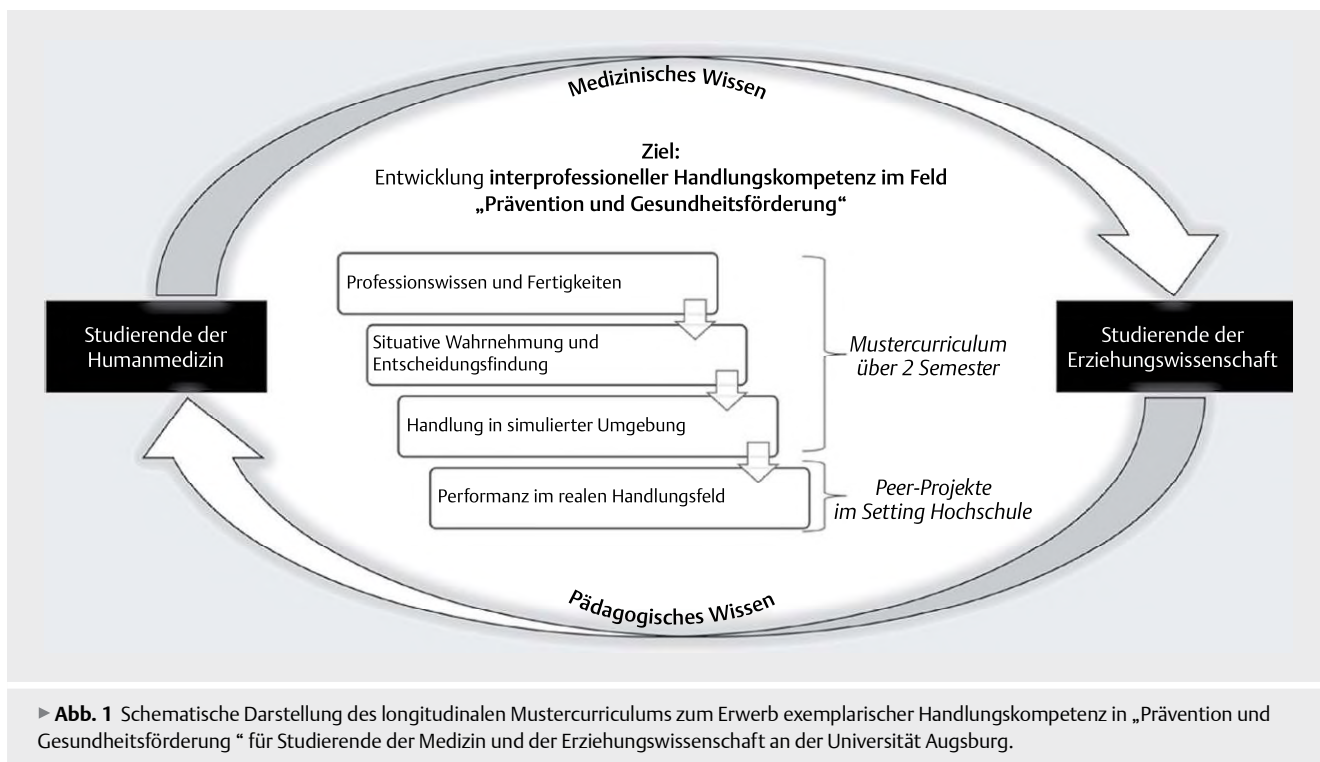 Medizinisches Wissen
Ziel:
Entwicklung interprofessioneller Handlungskompetenz im Feld
„Prävention und Gesundheitsförderung“
Professionswissen und Fertigkeiten
Situative Wahrnehmung und
Entscheidungsfindung
Handlung in simulierter Umgebung
Performanz im realen Handlungsfeld
Mustercurriculum
über 2 Semester
Peer-Projekte
im Setting Hochschule
Studierende der
Humanmedizin
Studierende der
Erziehungswissenschaft
Pädagogisches Wissen
▶ Abb. 1 Schematische Darstellung des longitudinalen Mustercurriculums zum Erwerb exemplarischer Handlungskompetenz in „Prävention und
Gesundheitsförderung “ für Studierende der Medizin und der Erziehungswissenschaft an der Universität Augsburg.